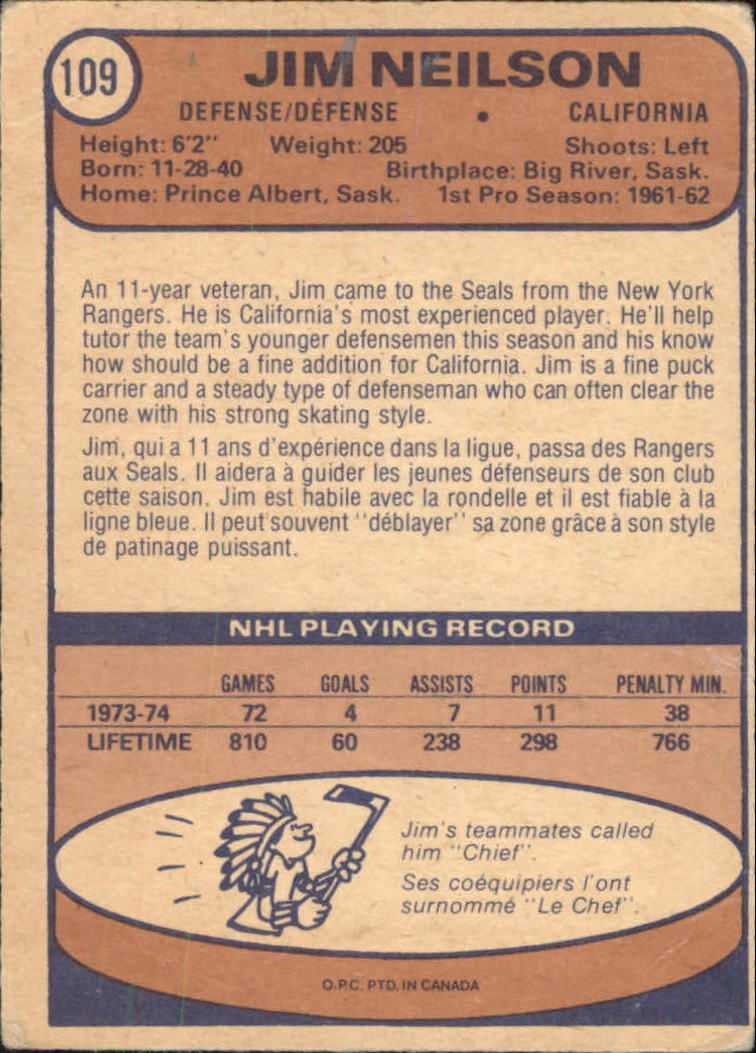 109
JIM NEILSON
DEFENSE/DÉFENSE • CALIFORNIA
Height: 6'2" Weight: 205 Shoots: Left
Born: 11-28-40 Birthplace: Big River, Sask.
Home: Prince Albert, Sask. 1st Pro Season: 1961-62
An 11-year veteran, Jim came to the Seals from the New York
Rangers. He is California's most experienced player. He'll help
tutor the team's younger defensemen this season and his know
how should be a fine addition for California. Jim is a fine puck
carrier and a steady type of defenseman who can often clear the
zone with his strong skating style.
Jim, qui a 11 ans d'expérience dans la ligue, passa des Rangers
aux Seals. Il aidera à guider les jeunes défenseurs de son club
cette saison. Jim est habile avec la rondelle et il est fiable à la
ligne bleue. Il peut souvent "déblayer" sa zone grâce à son style
de patinage puissant.
NHL PLAYING RECORD
GAMES GOALS ASSISTS POINTS PENALTY MIN.
1973-74 72 4 7 11 38
LIFETIME 810 60 238 298 766
Jim's teammates called
him "Chief".
Ses coéquipiers l'ont
surnommé "Le Chef".
O.P.C. PTD. IN CANADA